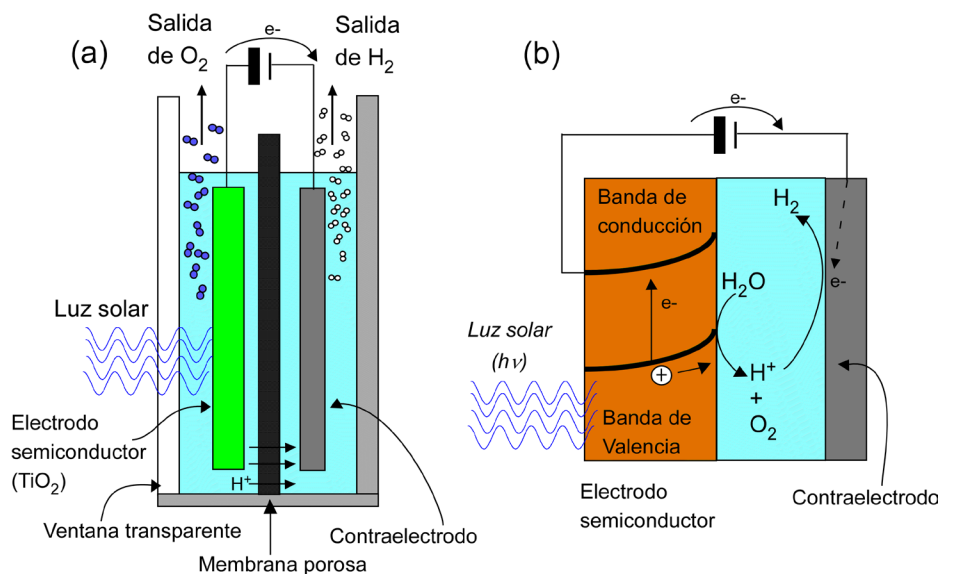 (a)
Salida
de O2
e-
Salida
de H2
Luz solar
Electrodo
semiconductor
(TiO2)
H+
Ventana transparente
Contraelectrodo
Membrana porosa
(b)
e-
Banda de
conducción
H2
e-
H2O
e-
Luz solar
(hν)
+
H+
+
O2
Banda de
Valencia
Electrodo
semiconductor
Contraelectrodo